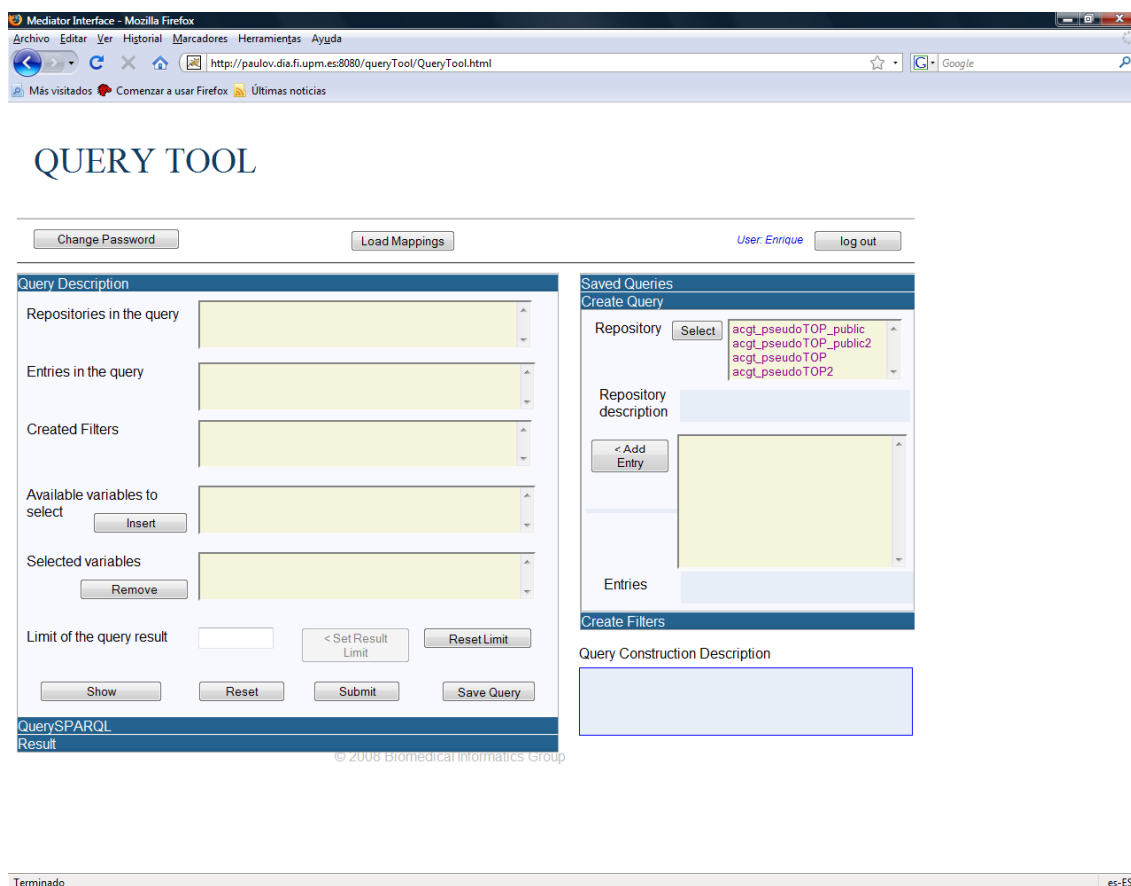 Mediator Interface - Mozilla Firefox
Archivo Editar Ver Historial Marcadores Herramientas Ayuda
http://paulov.dia.fi.upm.es:8080/queryTool/QueryTool.html
G Google
Más visitados Comenzar a usar Firefox Últimas noticias
QUERY TOOL
Change Password
Load Mappings
User: Enrique
log out
Query Description
Repositories in the query
Entries in the query
Created Filters
Available variables to
select
Insert
Selected variables
Remove
Limit of the query result
< Set Result
Limit
Reset Limit
Show
Reset
Submit
Save Query
QuerySPARQL
Result
© 2008 Biomedical Informatics Group
Saved Queries
Create Query
Repository
Select
acgt_pseudoTOP_public
acgt_pseudoTOP_public2
acgt_pseudoTOP
acgt_pseudoTOP2
Repository
description
< Add
Entry
Entries
Create Filters
Query Construction Description
Terminado
es-ES